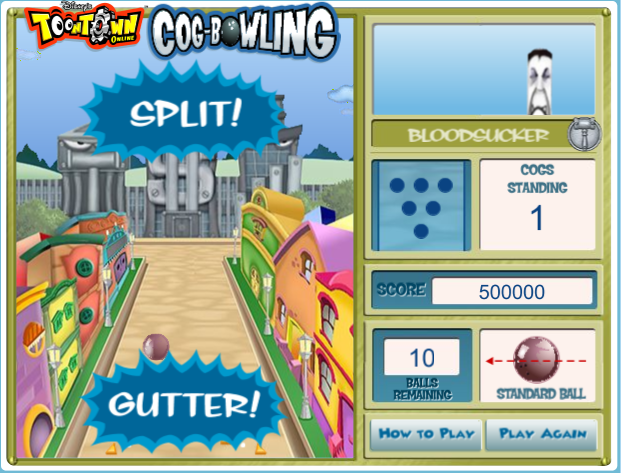 Disney's
TOONTOWN
ONLINE
COG-BOWLING
SPLIT!
BLOODSUCKER
COGS
STANDING
1
SCORE 500000
10
BALLS
REMAINING
STANDARD BALL
GUTTER!
HOW TO PLAY
PLAY AGAIN